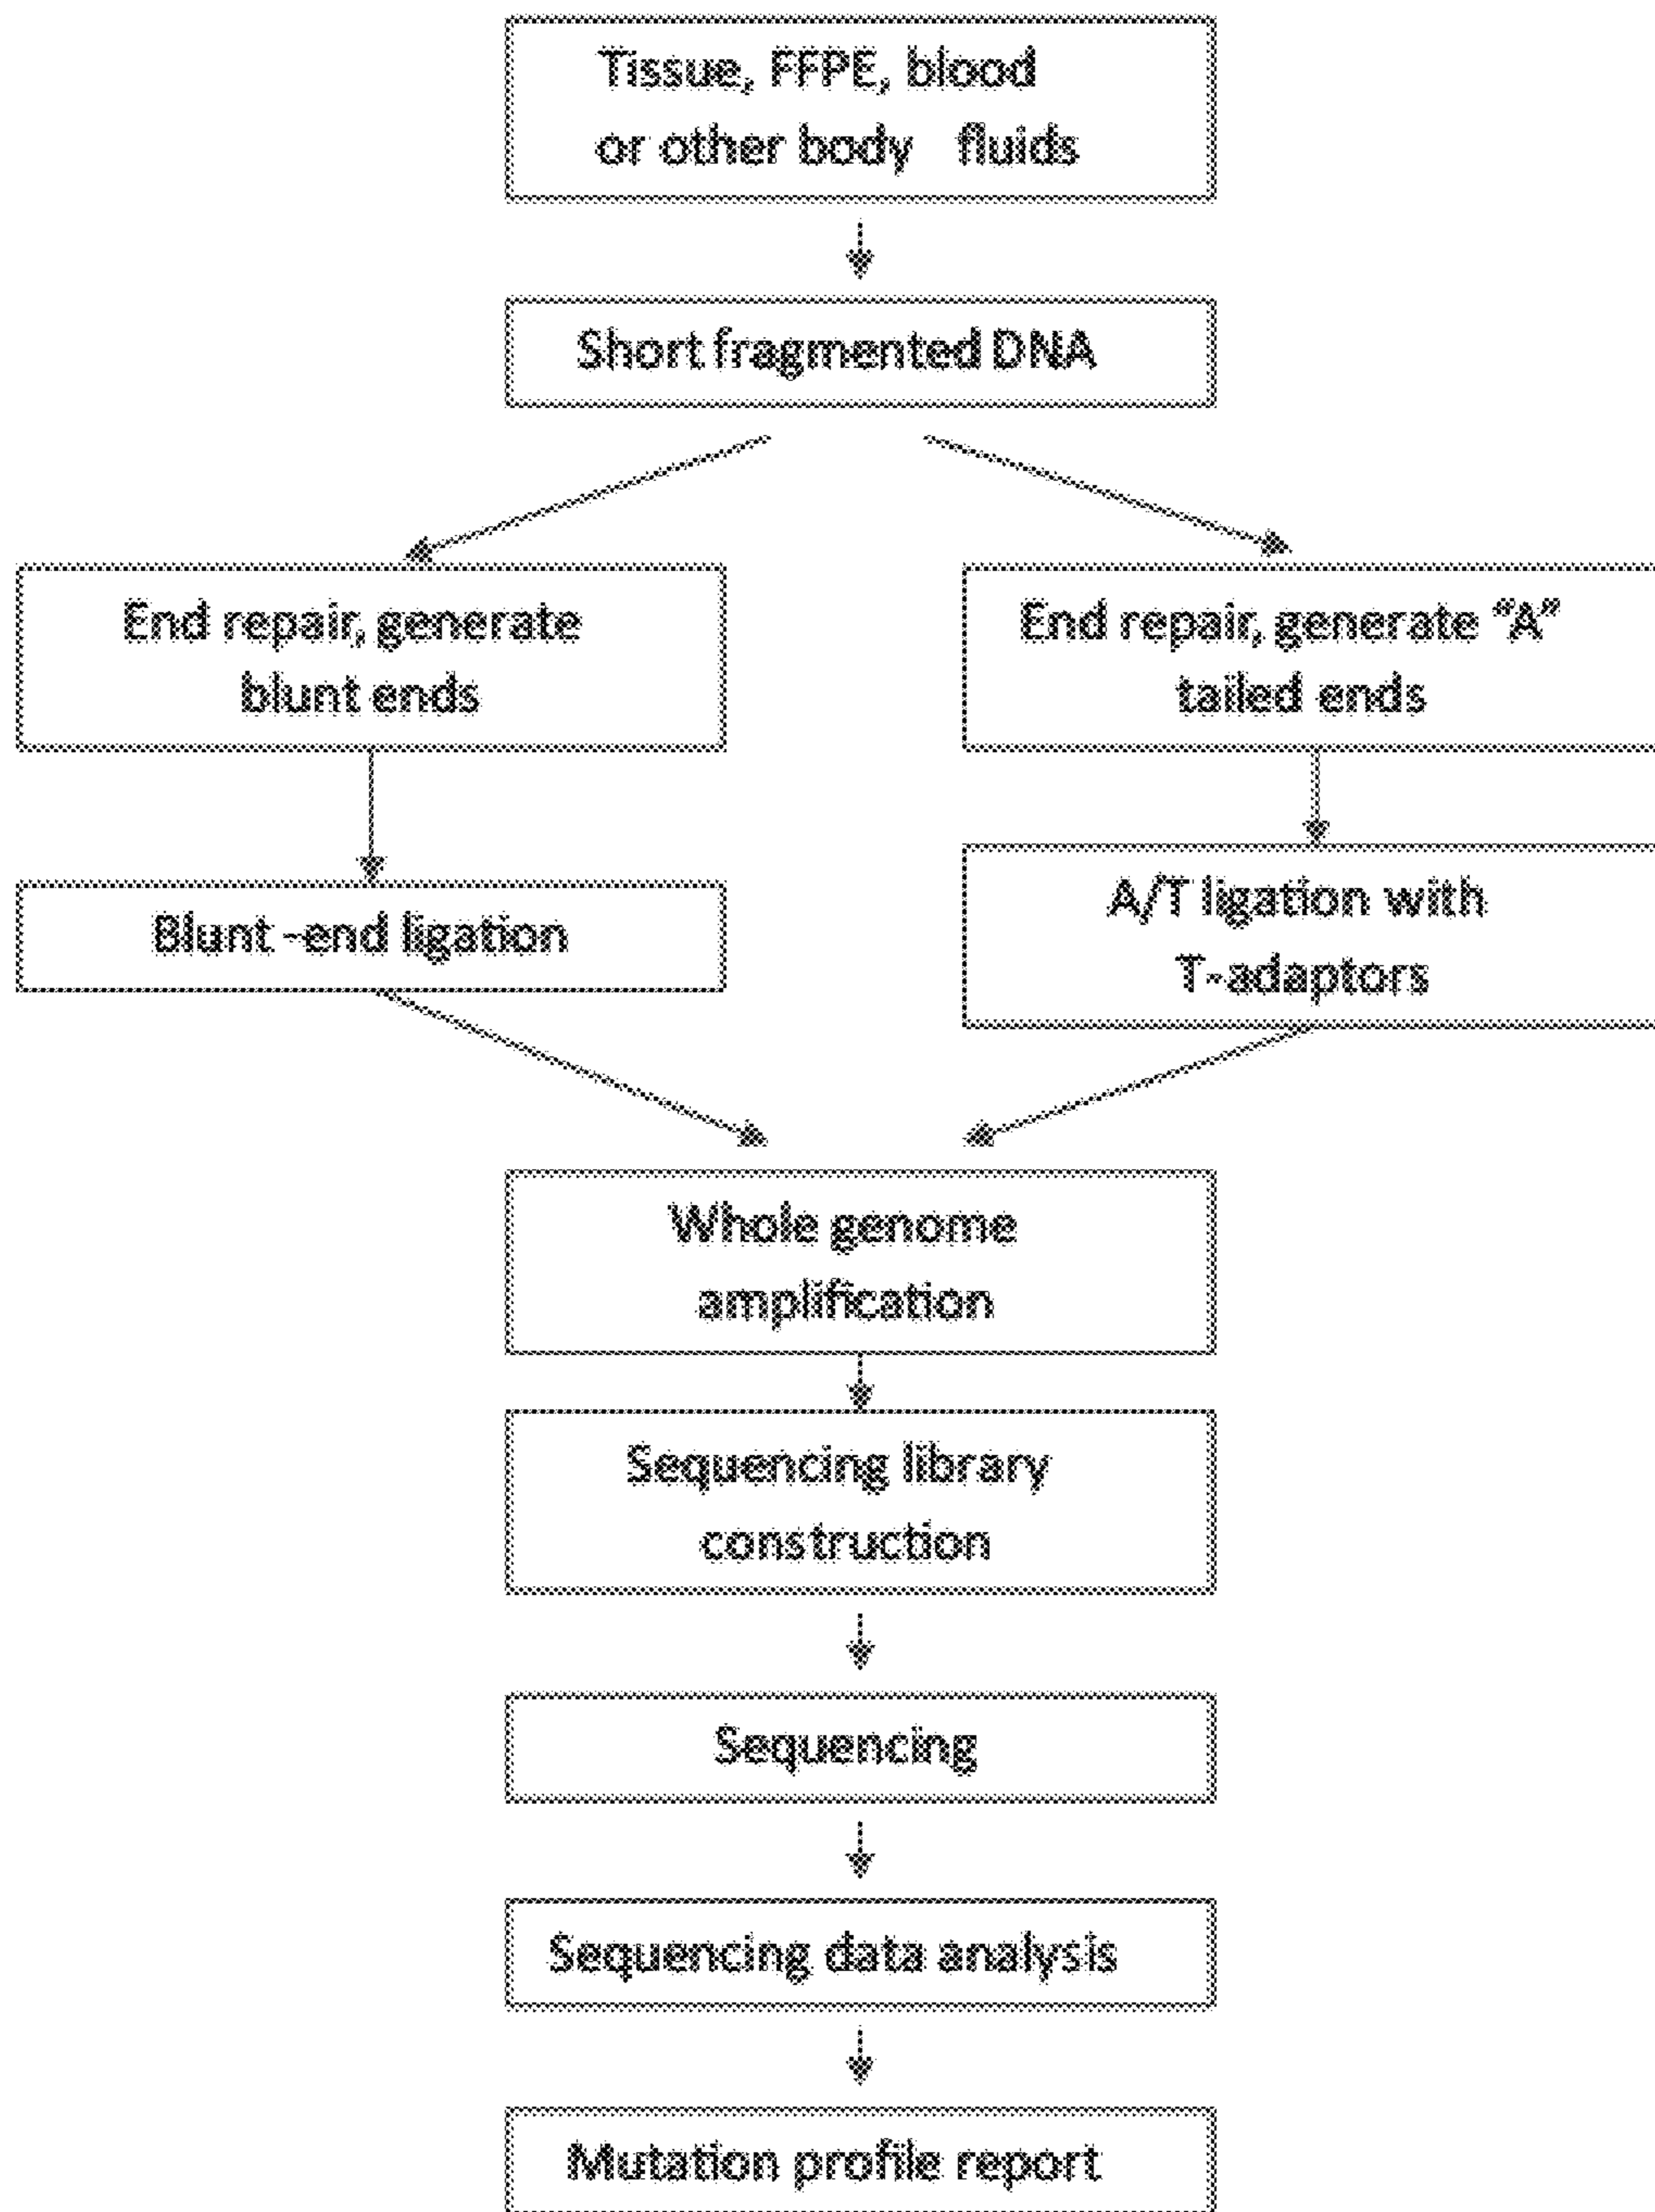 Tissue, FFPE, blood
or other body fluids
Short fragmented DNA
End repair, generate
blunt ends
End repair, generate “A”
tailed ends
Blunt -end ligation
A/T ligation with
T-adaptors
Whole genome
amplification
Sequencing library
construction
Sequencing
Sequencing data analysis
Mutation profile report